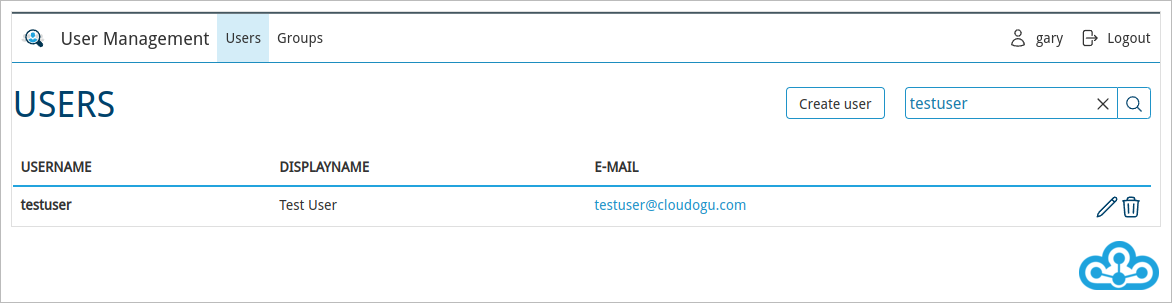 User Management Users Groups gary Logout
USERS Create user testuser
USERNAME DISPLAYNAME E-MAIL
testuser Test User testuser@cloudogu.com